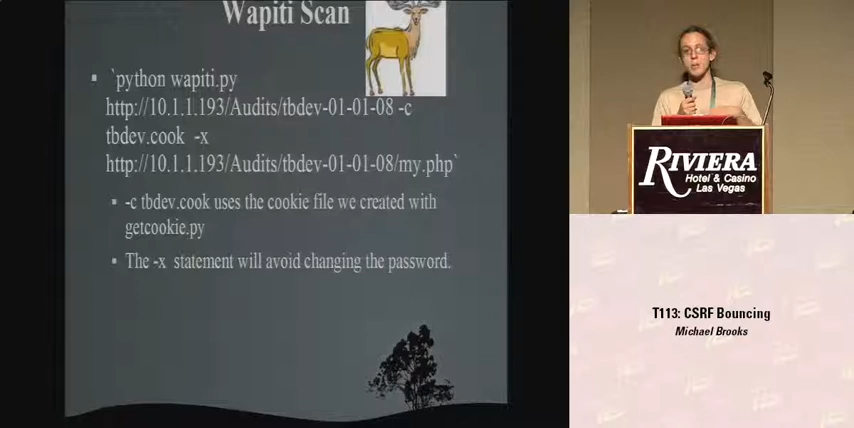 Wapiti Scan
▪ `python wapiti.py
http://10.1.1.193/Audits/tbdev-01-01-08 -c
tbdev.cook -x
http://10.1.1.193/Audits/tbdev-01-01-08/my.php`
▪ -c tbdev.cook uses the cookie file we created with
getcookie.py
▪ The -x statement will avoid changing the password.
RIVIERA
Hotel & Casino
Las Vegas
T113: CSRF Bouncing
Michael Brooks